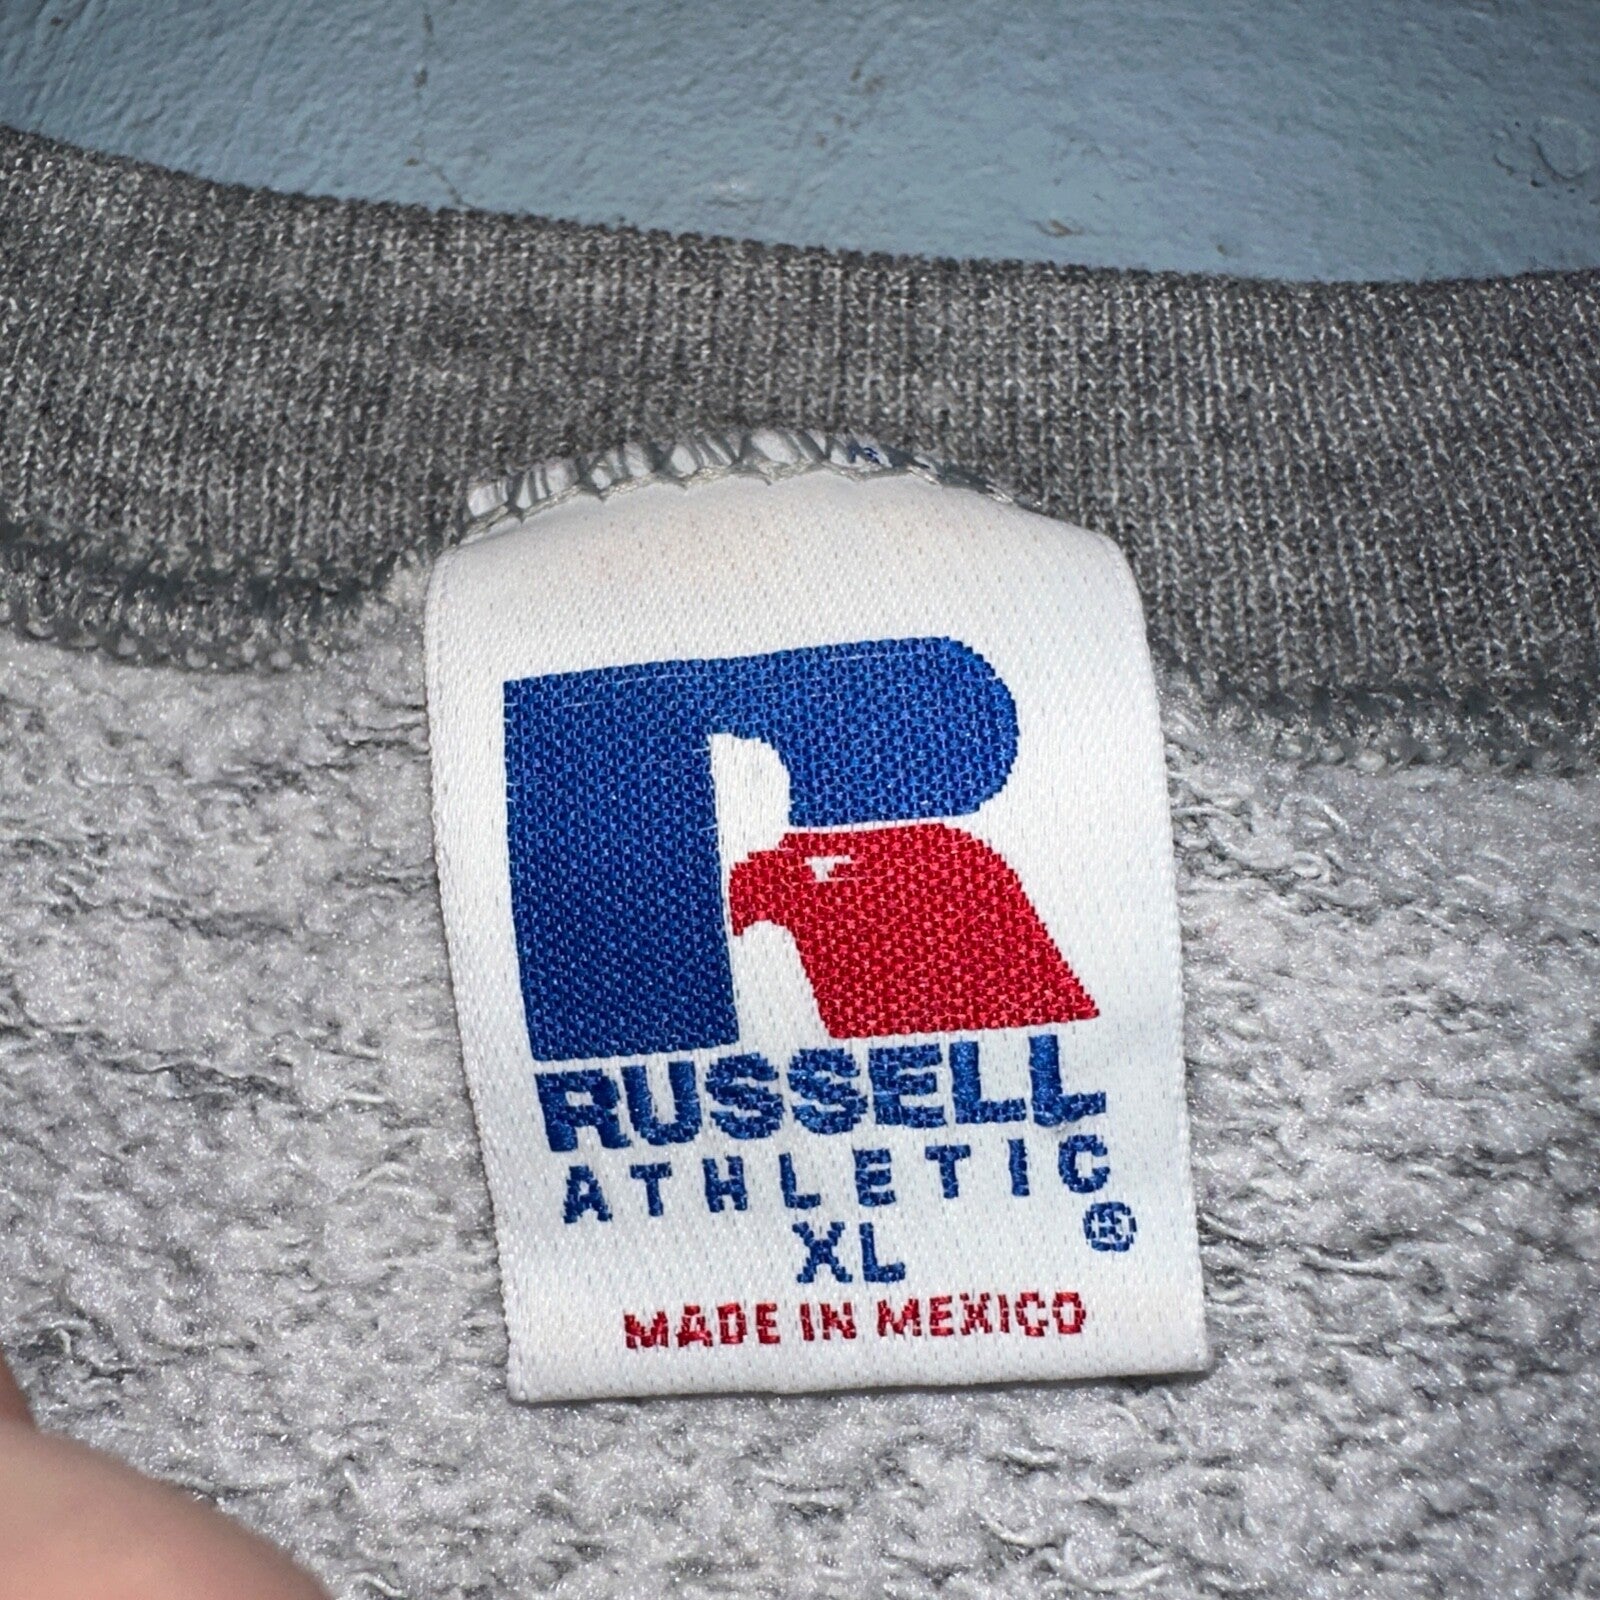 R
RUSSELL
ATHLETIC
®
XL
MADE IN MEXICO